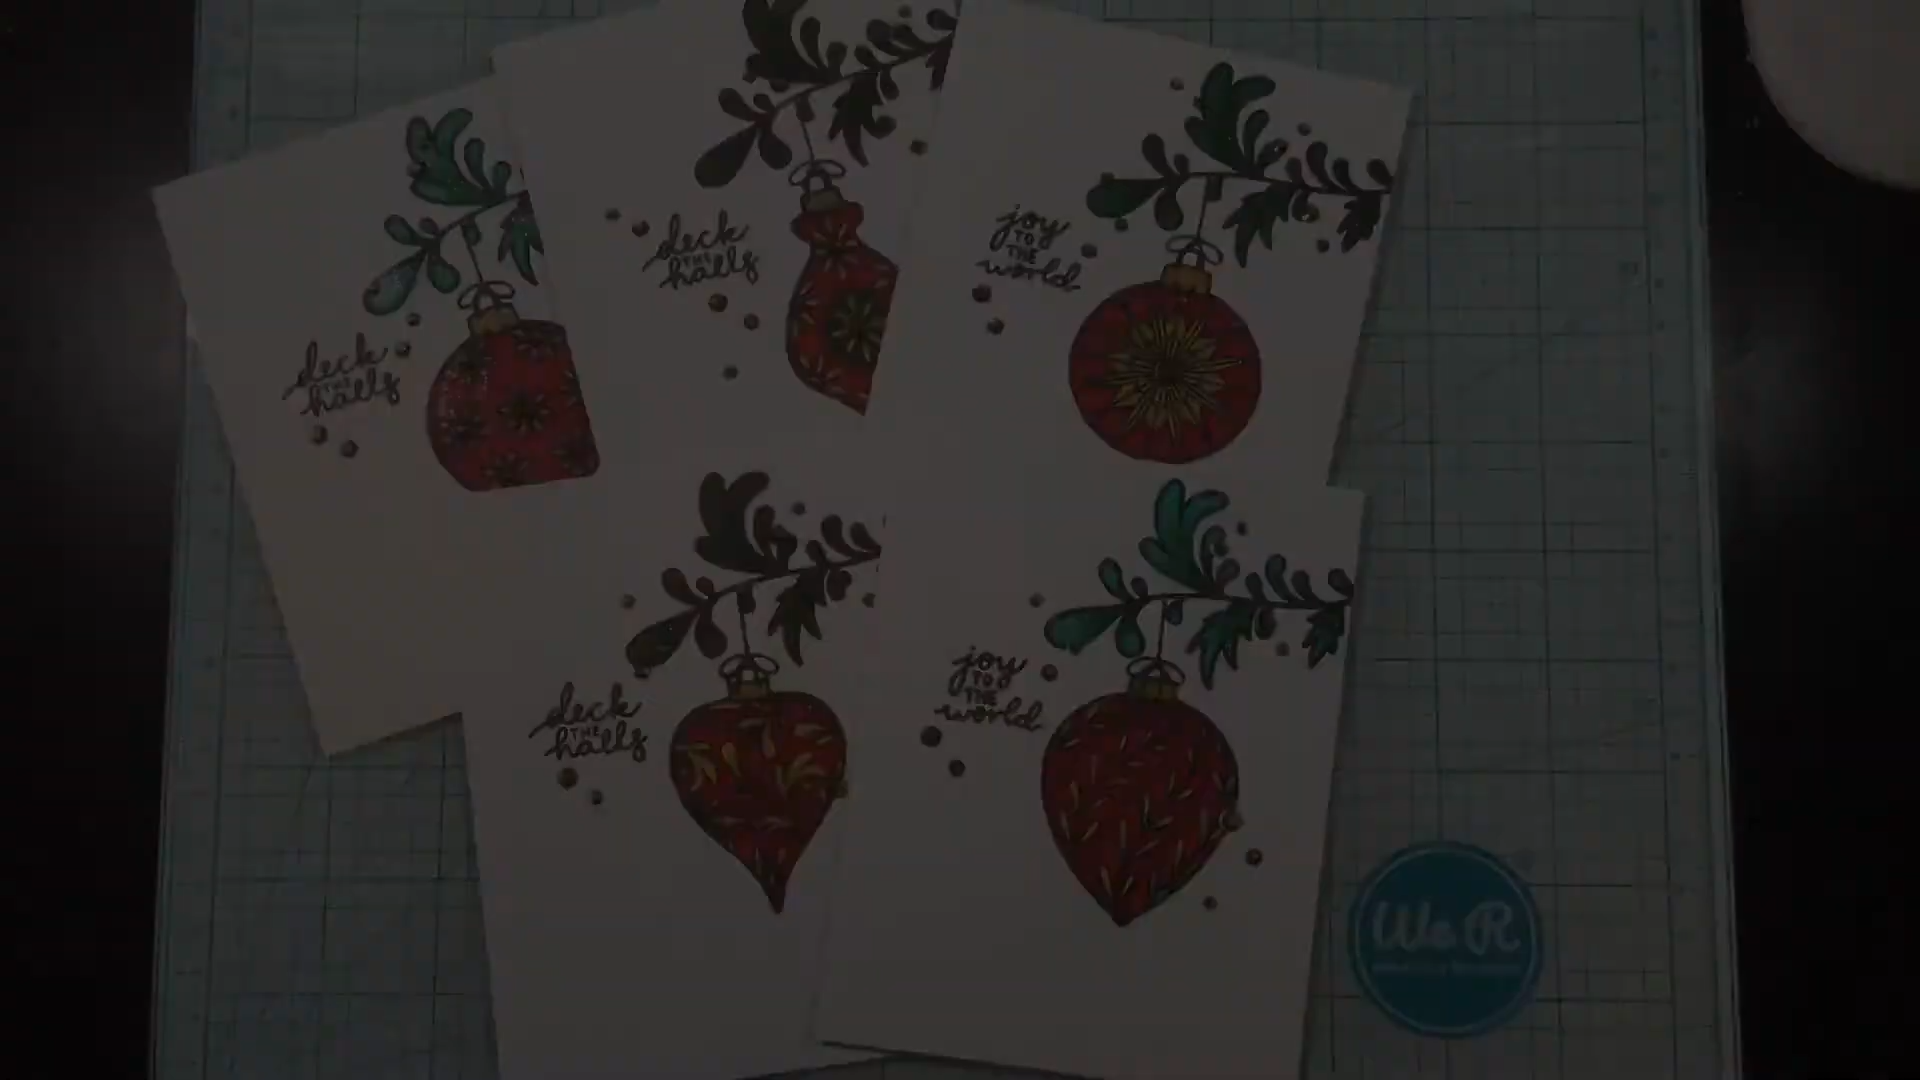 deck
THE
halls
deck
THE
halls
joy
TO
THE
world
deck
THE
halls
joy
TO
THE
world
We R